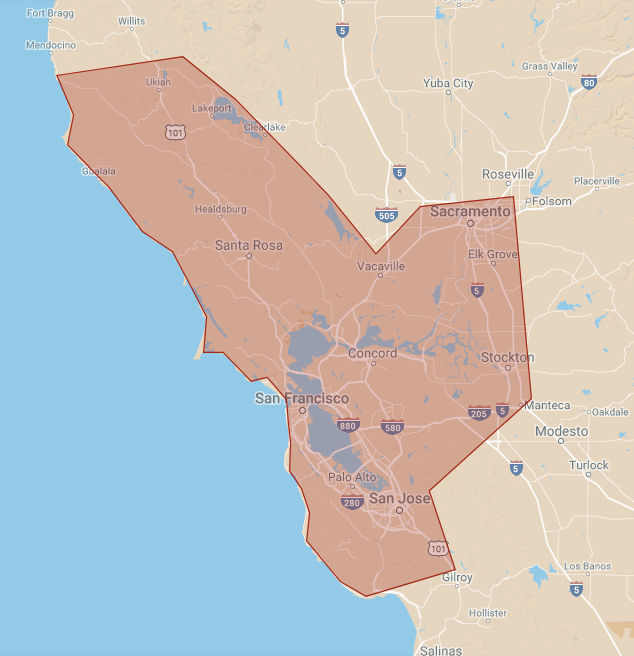 Fort Bragg
Willits
5
Mendocino
Grass Valley
Ukiah
Yuba City
80
Lakeport
101
Clearlake
Gualala
5
Roseville
Placerville
Folsom
Healdsburg
505
Sacramento
Santa Rosa
Elk Grove
Vacaville
5
Concord
Stockton
San Francisco
205
5
Manteca
Oakdale
880
580
Modesto
Turlock
5
Palo Alto
280
San Jose
101
Gilroy
Los Banos
5
Hollister
Salinas